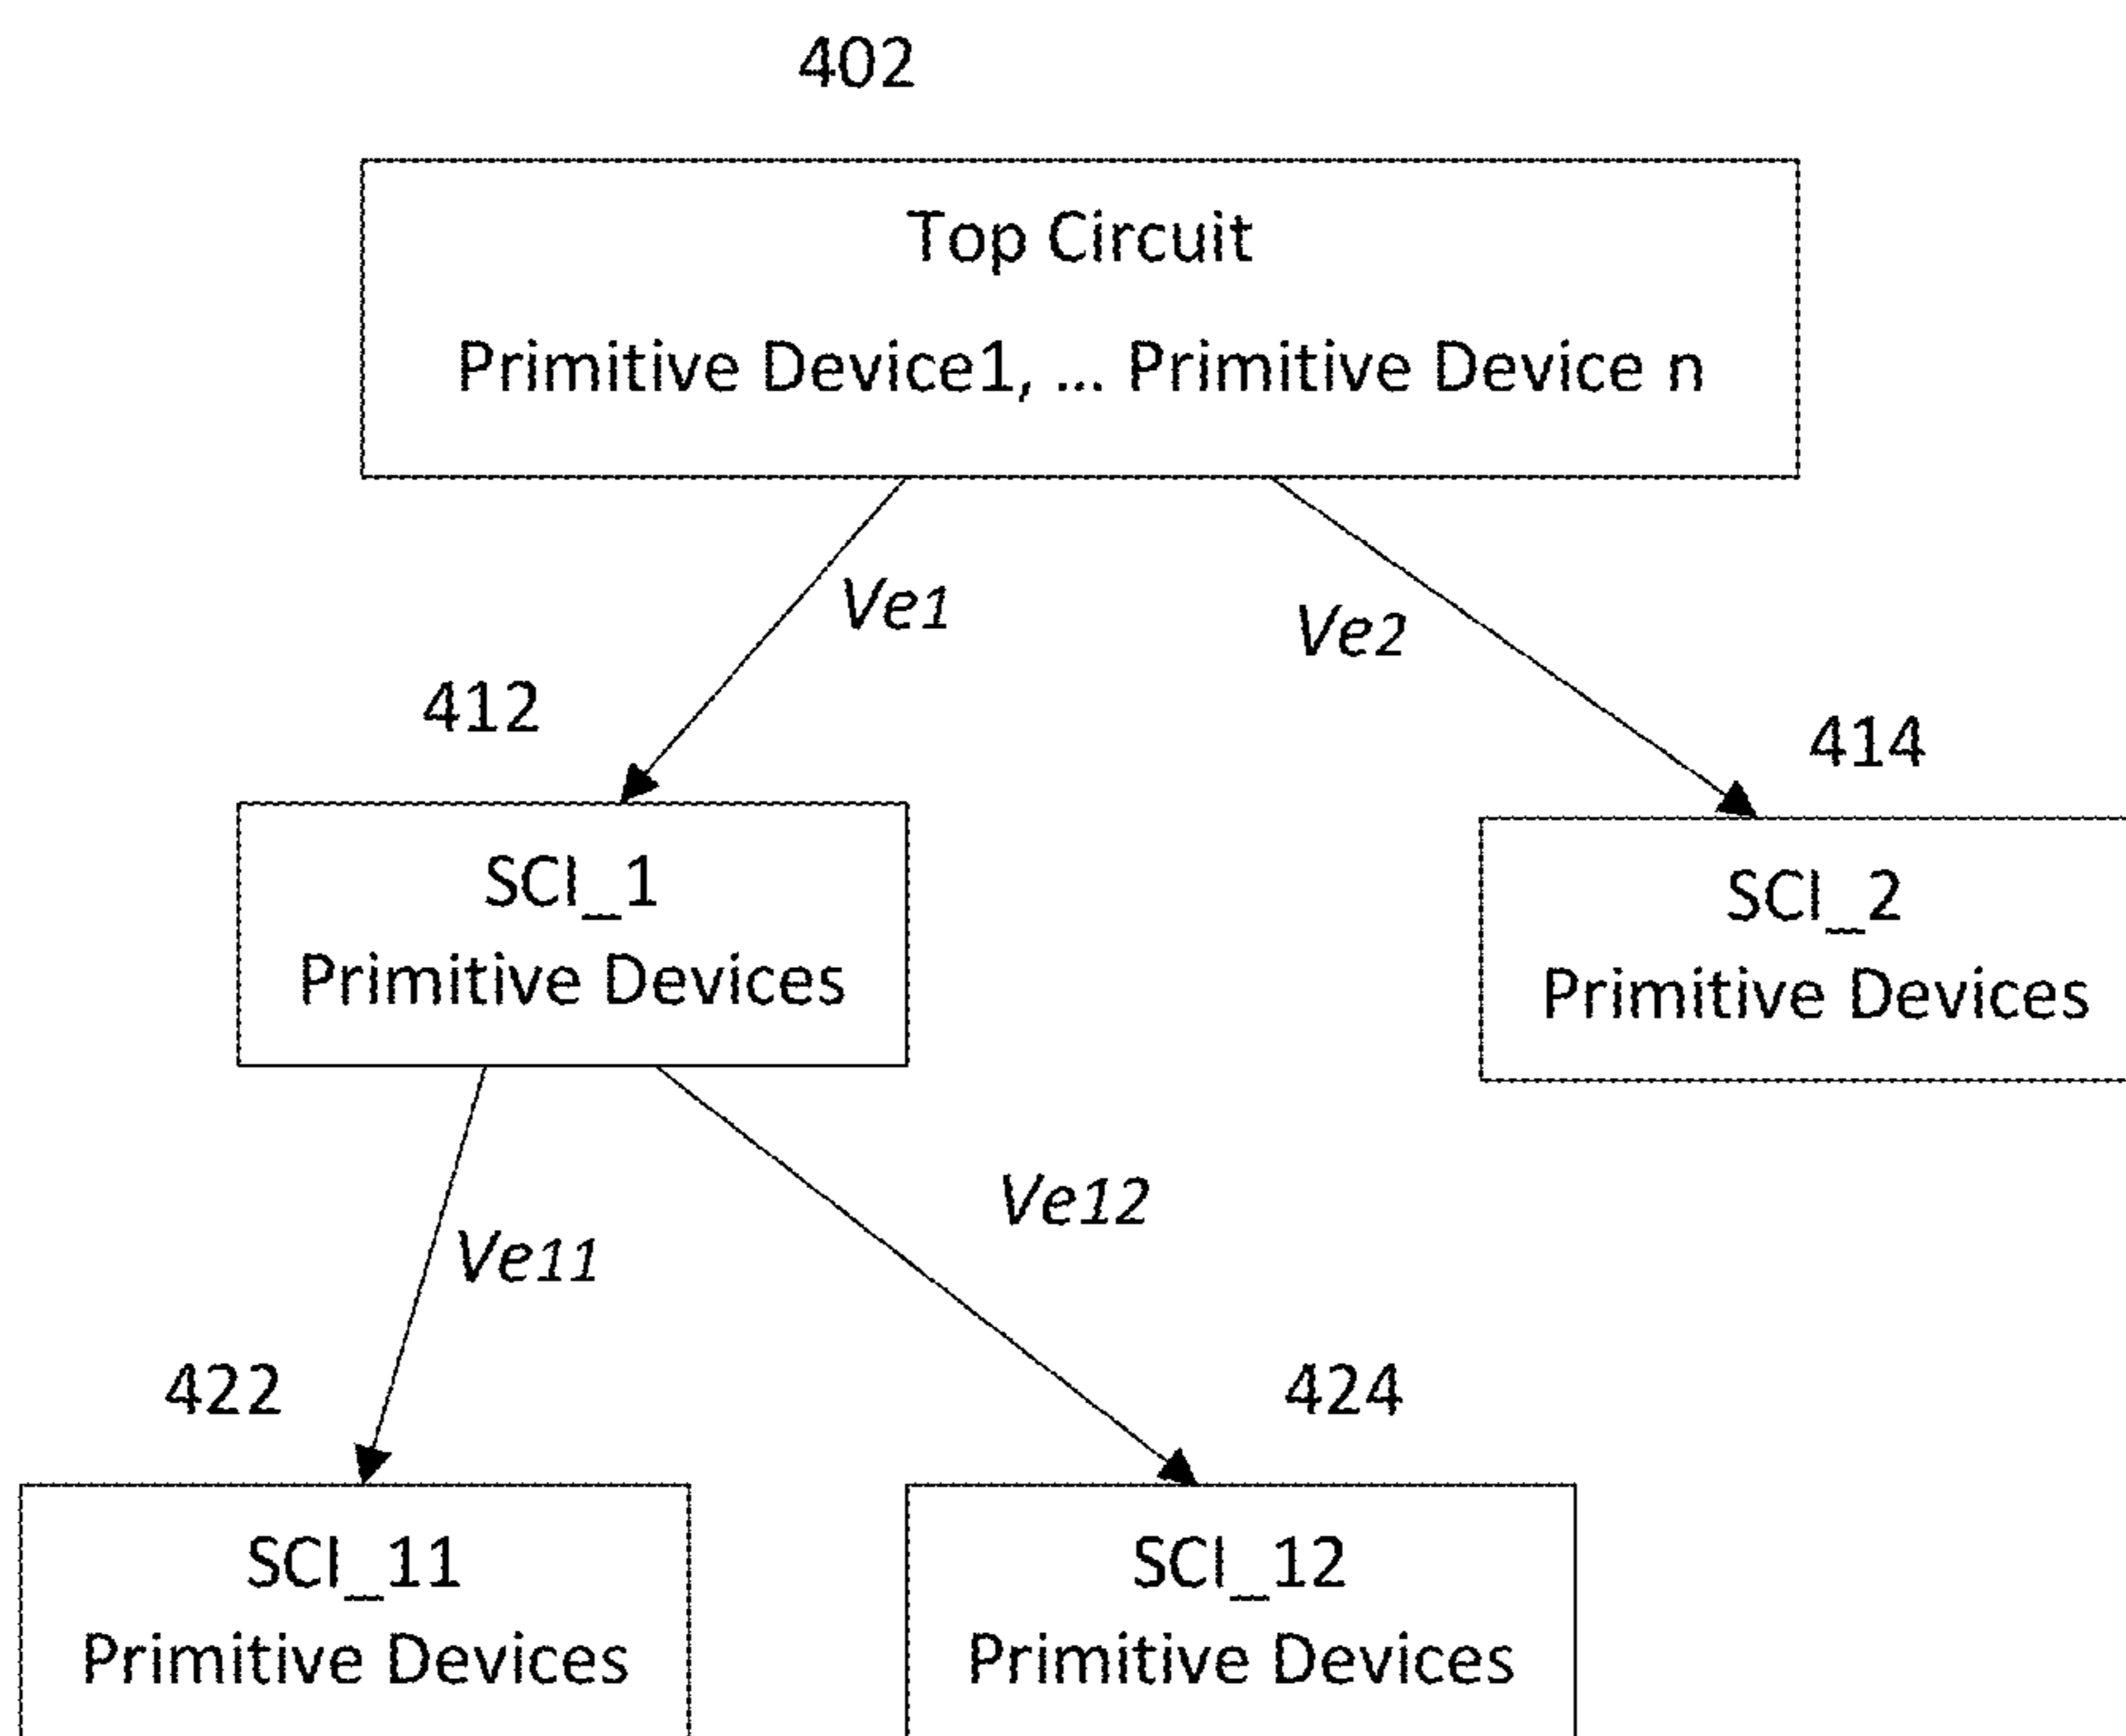 402
Top Circuit
Primitive Device1, ... Primitive Device n
Ve1
Ve2
412
414
SCI_1
Primitive Devices
SCI_2
Primitive Devices
Ve11
Ve12
422
424
SCI_11
Primitive Devices
SCI_12
Primitive Devices